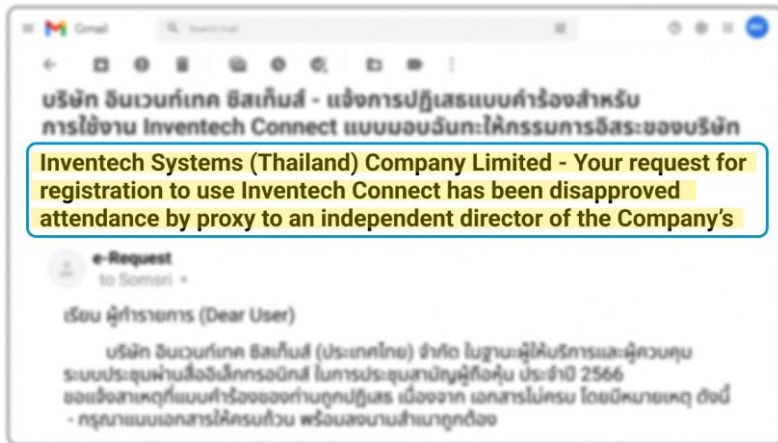 Gmail
Search mail
บริษัท อินเวนท์เทค ซิสเท็มส์ - แจ้งการปฏิเสธแบบคำร้องสำหรับ
การใช้งาน Inventech Connect แบบมอบฉันทะให้กรรมการอิสระของบริษัท
Inventech Systems (Thailand) Company Limited - Your request for
registration to use Inventech Connect has been disapproved
attendance by proxy to an independent director of the Company's
e-Request
to Somsri
เรียน ผู้ทำรายการ (Dear User)
บริษัท อินเวนท์เทค ซิสเท็มส์ (ประเทศไทย) จำกัด ในฐานะผู้ให้บริการและผู้ควบคุม
ระบบประชุมผ่านสื่ออิเล็กทรอนิกส์ ในการประชุมสามัญผู้ถือหุ้น ประจำปี 2566
ขอแจ้งสาเหตุที่แบบคำร้องของท่านถูกปฏิเสธ เนื่องจาก เอกสารไม่ครบ โดยมีหมายเหตุ ดังนี้
- กรุณาแนบเอกสารให้ครบถ้วน พร้อมลงนามสำเนาถูกต้อง